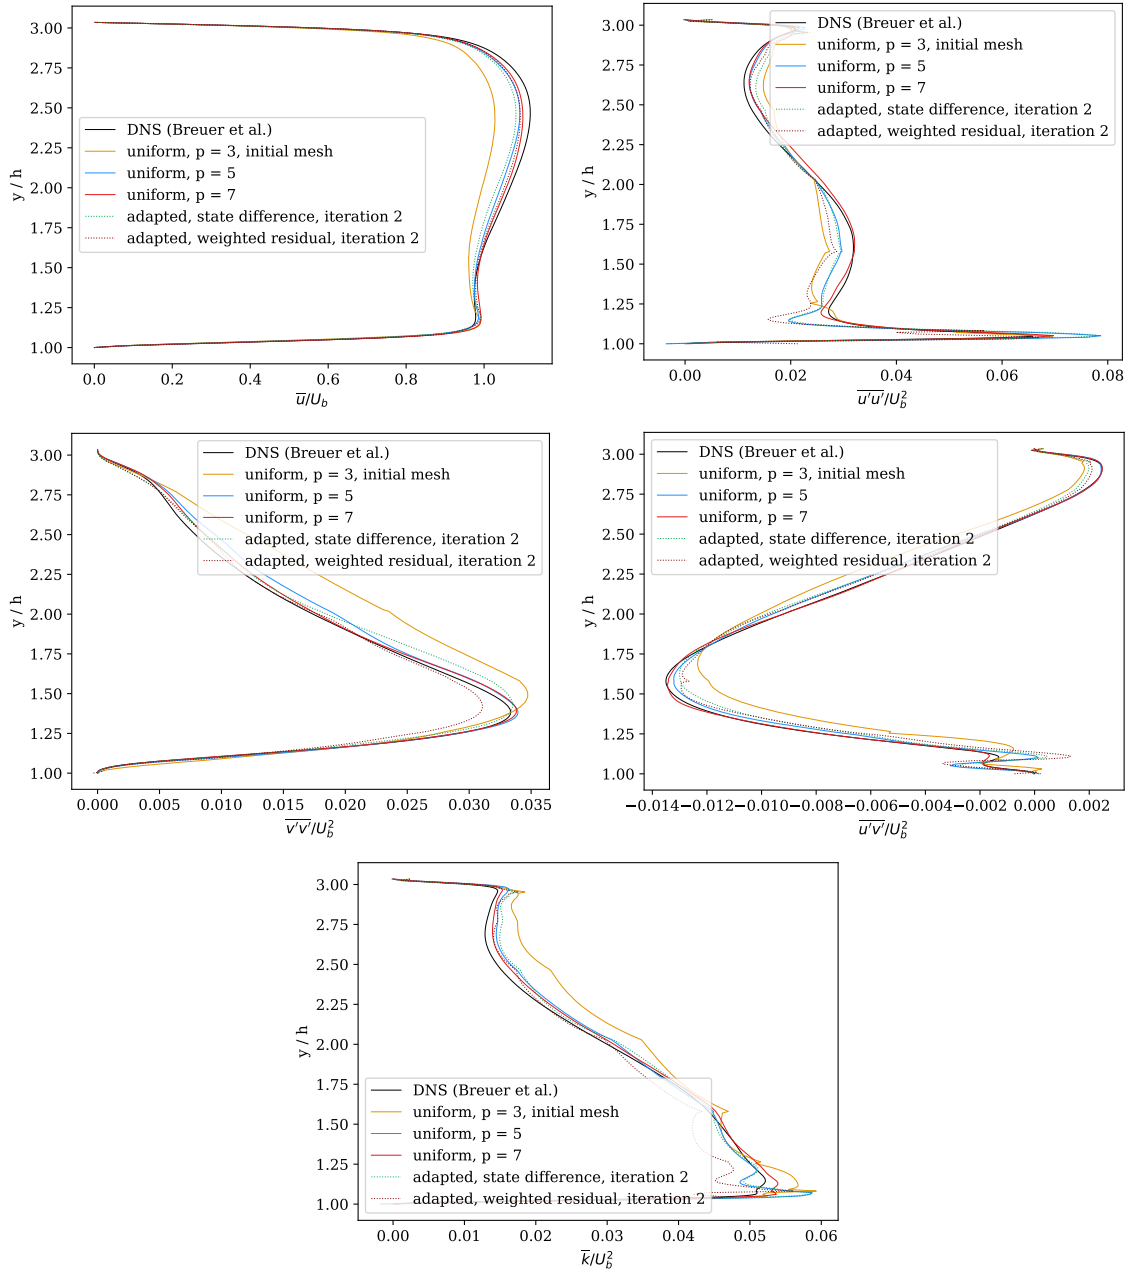 3.00
2.75
2.50
2.25
2.00
1.75
1.50
1.25
1.00
y / h
DNS (Breuer et al.)
uniform, p = 3, initial mesh
uniform, p = 5
uniform, p = 7
adapted, state difference, iteration 2
adapted, weighted residual, iteration 2
0.0 0.2 0.4 0.6 0.8 1.0
u̅/U_b
3.00
2.75
2.50
2.25
2.00
1.75
1.50
1.25
1.00
y / h
DNS (Breuer et al.)
uniform, p = 3, initial mesh
uniform, p = 5
uniform, p = 7
adapted, state difference, iteration 2
adapted, weighted residual, iteration 2
0.00 0.02 0.04 0.06 0.08
\overline{u'u'}/U_b^2
3.00
2.75
2.50
2.25
2.00
1.75
1.50
1.25
1.00
y / h
DNS (Breuer et al.)
uniform, p = 3, initial mesh
uniform, p = 5
uniform, p = 7
adapted, state difference, iteration 2
adapted, weighted residual, iteration 2
0.000 0.005 0.010 0.015 0.020 0.025 0.030 0.035
\overline{v'v'}/U_b^2
3.00
2.75
2.50
2.25
2.00
1.75
1.50
1.25
1.00
y / h
DNS (Breuer et al.)
uniform, p = 3, initial mesh
uniform, p = 5
uniform, p = 7
adapted, state difference, iteration 2
adapted, weighted residual, iteration 2
−0.014 −0.012 −0.010 −0.008 −0.006 −0.004 −0.002 0.000 0.002
\overline{u'v'}/U_b^2
3.00
2.75
2.50
2.25
2.00
1.75
1.50
1.25
1.00
y / h
DNS (Breuer et al.)
uniform, p = 3, initial mesh
uniform, p = 5
uniform, p = 7
adapted, state difference, iteration 2
adapted, weighted residual, iteration 2
0.00 0.01 0.02 0.03 0.04 0.05 0.06
\overline{k}/U_b^2